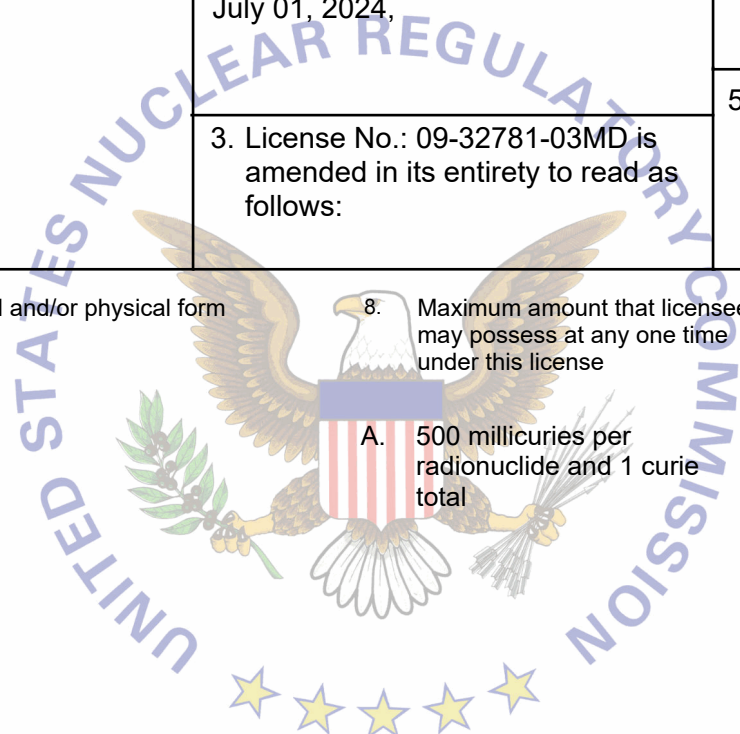 July 01, 2024,
5
3. License No.: 09-32781-03MD is
amended in its entirety to read as
follows:
and/or physical form
8. Maximum amount that licensee
may possess at any one time
under this license
A. 500 millicuries per
radionuclide and 1 curie
total
UNITED STATES NUCLEAR REGULATORY COMMISSION